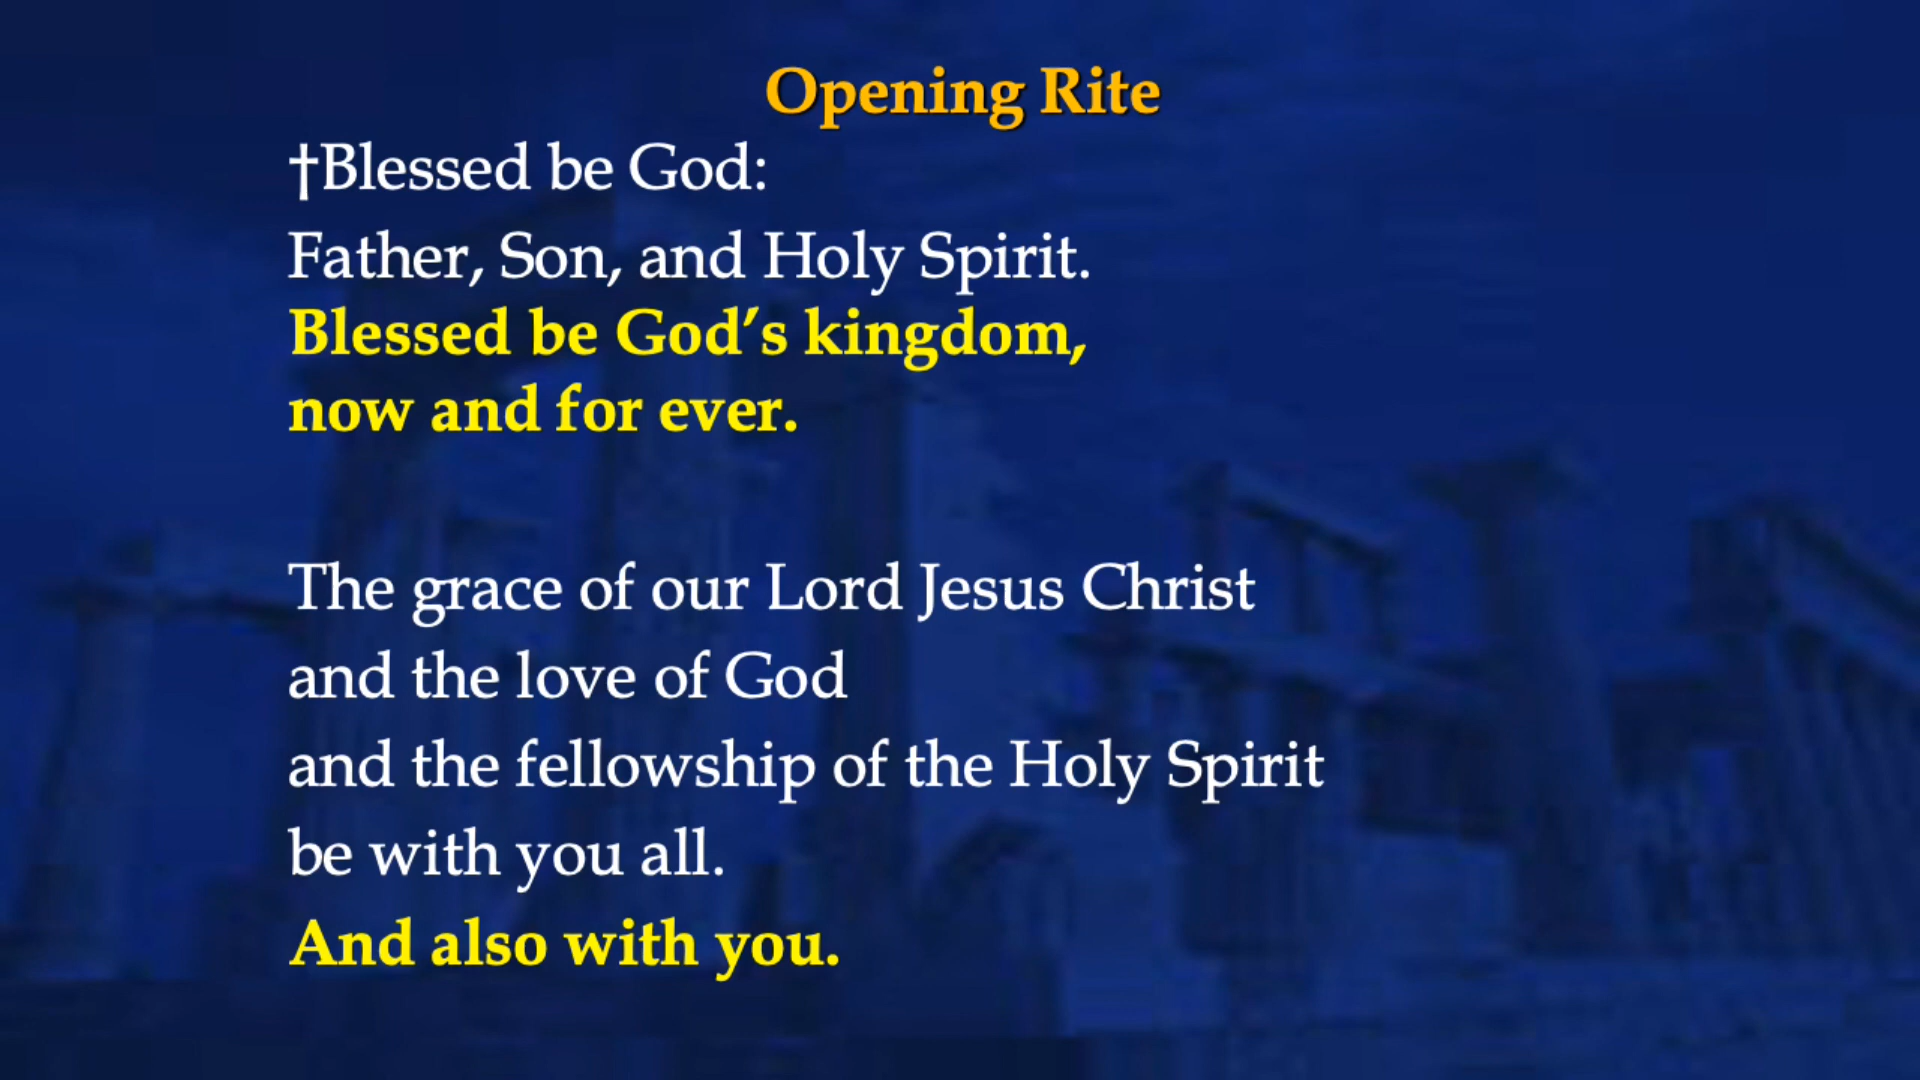 Opening Rite
†Blessed be God:
Father, Son, and Holy Spirit.
Blessed be God’s kingdom,
now and for ever.
The grace of our Lord Jesus Christ
and the love of God
and the fellowship of the Holy Spirit
be with you all.
And also with you.